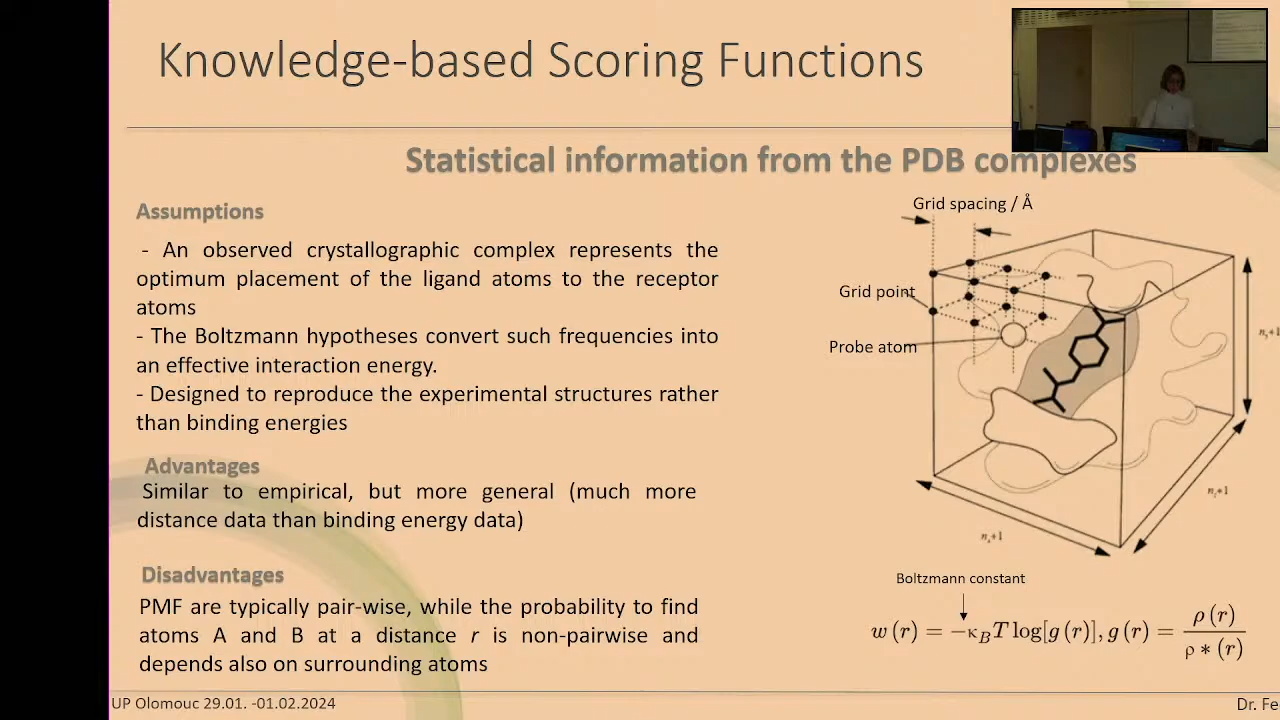 Knowledge-based Scoring Functions
Statistical information from the PDB complexes
Assumptions
- An observed crystallographic complex represents the
optimum placement of the ligand atoms to the receptor
atoms
- The Boltzmann hypotheses convert such frequencies into
an effective interaction energy.
- Designed to reproduce the experimental structures rather
than binding energies
Advantages
Similar to empirical, but more general (much more
distance data than binding energy data)
Disadvantages
PMF are typically pair-wise, while the probability to find
atoms A and B at a distance r is non-pairwise and
depends also on surrounding atoms
Grid spacing / Å
Grid point
Probe atom
Boltzmann constant
w (r) = −κ_B T log[g (r)], g (r) = ρ (r) / ρ ∗ (r)
UP Olomouc 29.01. -01.02.2024
Dr. Fe